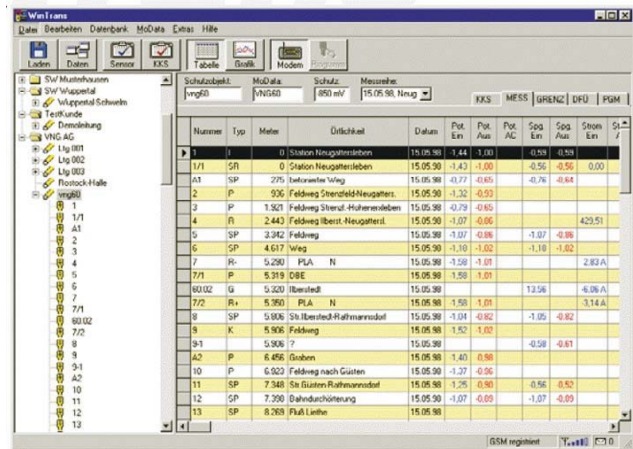 WinTrans
Datei Bearbeiten Datenbank MoData Extras Hilfe
Laden Daten Sensor KKS Tabelle Grafik Modem Programm
SW Musterhausen
SW Wuppertal
Wuppertal Schwelm
TestKunde
Demoleitung
VNG AG
Ltg 001
Ltg 002
Ltg 003
Rostock-Halle
vng60
1
1/1
A1
2
3
4
5
6
7
7/1
60.02
7/2
8
9
9-1
A2
10
11
12
13
Schutzobjekt: MoData: Schutz: Messreihe:
vng60 VNG60 -850 mV 15.05.98, Neug
KKS MESS GRENZ DFÜ PGM
Nummer Typ Meter Örtlichkeit Datum Pot. Ein Pot. Aus Pot. AC Spg. Ein Spg. Aus Strom Ein
1 I 0 Station Neugattersleben 15.05.98 -1,44 -1,00 -0,59 -0,59
1/1 SR 0 Station Neugattersleben 15.05.98 -1,43 -1,00 -0,56 -0,56 0,00
A1 SP 275 betonierter Weg 15.05.98 -0,77 -0,65 -0,76 -0,64
2 P 936 Feldweg Strenzfeld-Neugatters. 15.05.98 -1,32 -0,93
3 P 1.921 Feldweg Strenzf.-Hohenerxleben 15.05.98 -0,79 -0,65
4 R 2.443 Feldweg Ilberst.-Neugattersl. 15.05.98 -1,07 -0,86 429,51
5 SP 3.342 Feldweg 15.05.98 -1,07 -0,86 -1,07 -0,86
6 SP 4.617 Weg 15.05.98 -1,18 -1,02 -1,18 -1,02
7 R- 5.290 PLA N 15.05.98 -1,58 -1,01 2,83 A
7/1 P 5.319 DBE 15.05.98 -1,58 -1,01
60.02 G 5.320 Ilberstedt 15.05.98 13.56 -6.06 A
7/2 R+ 5.350 PLA N 15.05.98 -1,58 -1,01 -3,14 A
8 SP 5.806 Str.Ilberstedt-Rathmannsdorf 15.05.98 -1,04 -0,82 -1,05 -0,82
9 K 5.906 Feldweg 15.05.98 -1,52 -1,02
9-1 5.906 ? 15.05.98 -0,58 -0,61
A2 P 6.456 Graben 15.05.98 -1,40 -0,98
10 P 6.923 Feldweg nach Güsten 15.05.98 -1,37 -0,96
11 SP 7.348 Str.Güsten-Rathmannsdorf 15.05.98 -1,25 -0,90 -0,56 -0,52
12 SP 7.398 Bahndurchörterung 15.05.98 -1,07 -0,89 -1,07 -0,89
13 SP 8.269 Fluß Liethe 15.05.98
GSM registriert 0